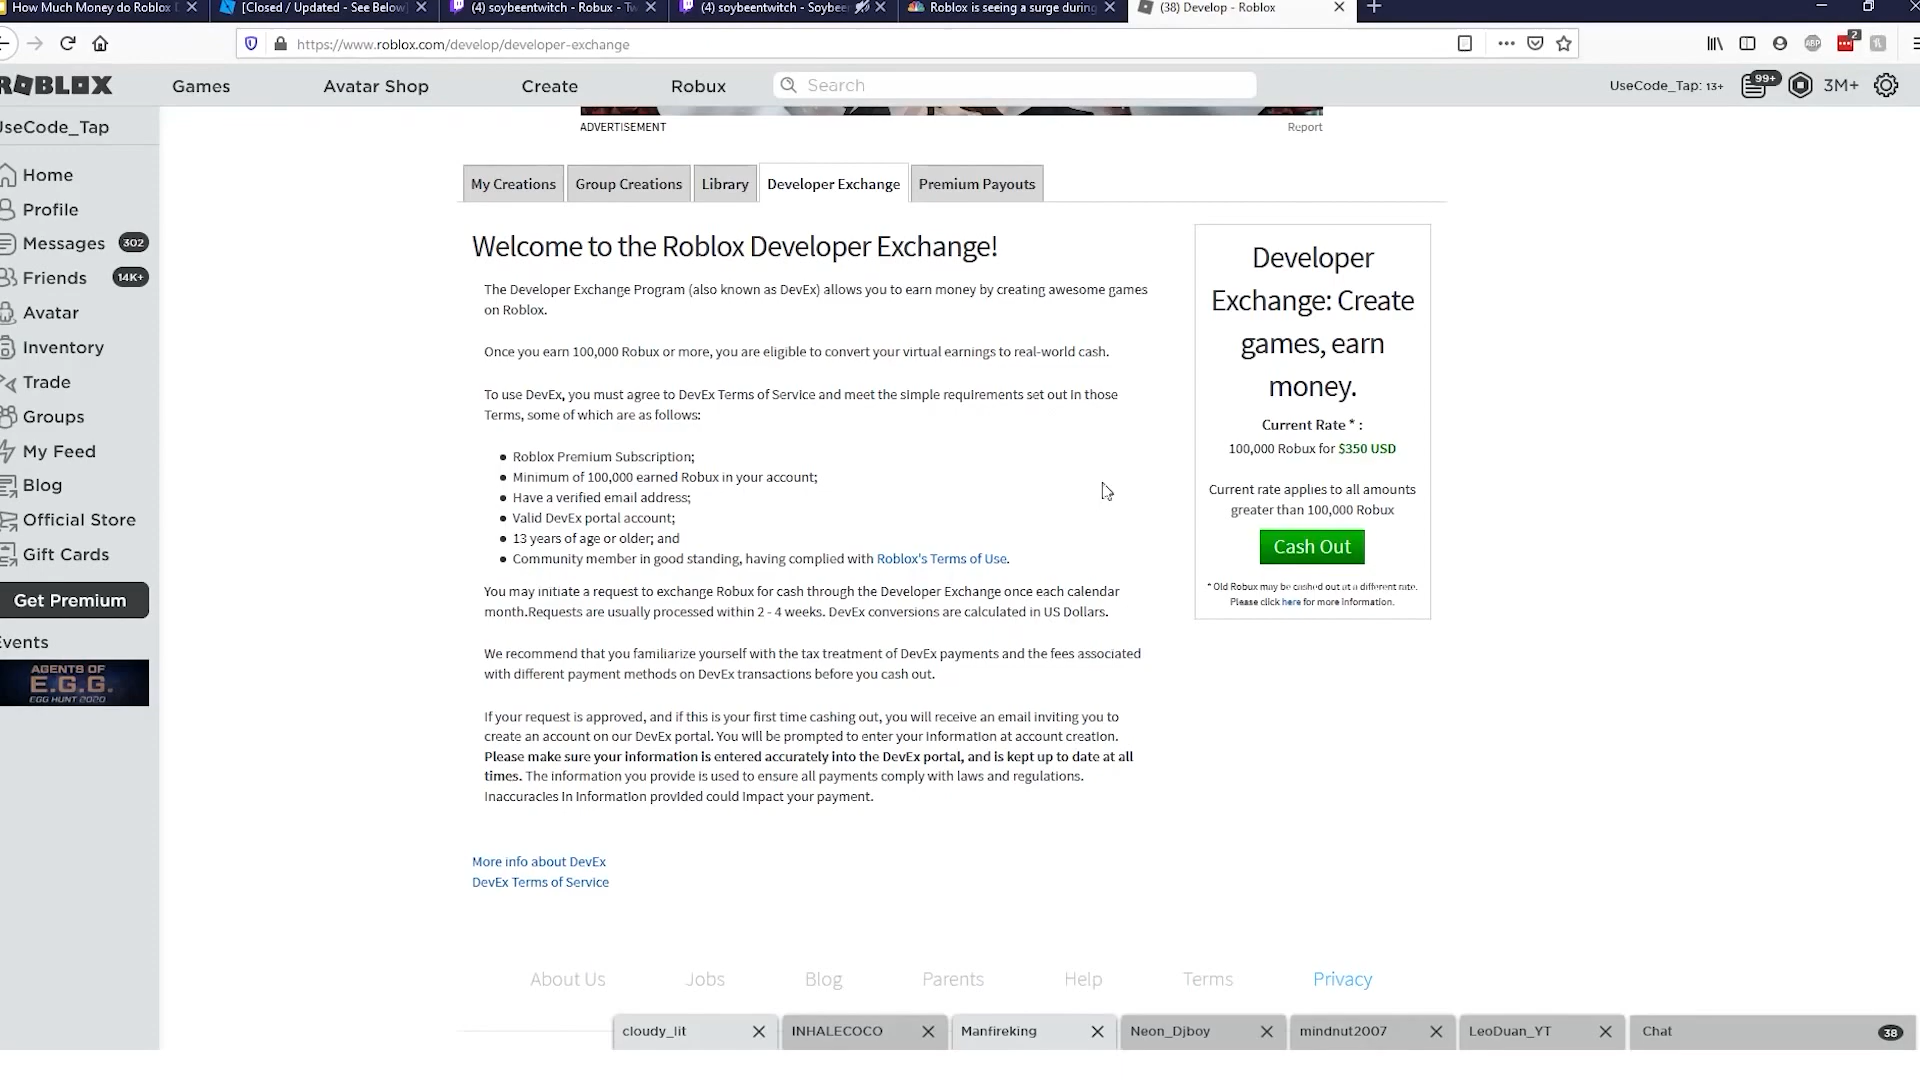 How Much Money do Roblox
[Closed / Updated - See Below]
(4) soybeentwitch - Robux - Tw
(4) soybeentwitch - Soybee
Roblox is seeing a surge during
(38) Develop - Roblox
https://www.roblox.com/develop/developer-exchange
ABP
2
ROBLOX
Games
Avatar Shop
Create
Robux
Search
UseCode_Tap: 13+
99+
3M+
UseCode_Tap
Home
Profile
Messages 302
Friends 14K+
Avatar
Inventory
Trade
Groups
My Feed
Blog
Official Store
Gift Cards
Get Premium
Events
AGENTS OF
E.G.G.
EGG HUNT 2020
ADVERTISEMENT
Report
My Creations
Group Creations
Library
Developer Exchange
Premium Payouts
Welcome to the Roblox Developer Exchange!
The Developer Exchange Program (also known as DevEx) allows you to earn money by creating awesome games
on Roblox.
Once you earn 100,000 Robux or more, you are eligible to convert your virtual earnings to real-world cash.
To use DevEx, you must agree to DevEx Terms of Service and meet the simple requirements set out in those
Terms, some of which are as follows:
• Roblox Premium Subscription;
• Minimum of 100,000 earned Robux in your account;
• Have a verified email address;
• Valid DevEx portal account;
• 13 years of age or older; and
• Community member in good standing, having complied with Roblox's Terms of Use.
You may initiate a request to exchange Robux for cash through the Developer Exchange once each calendar
month.Requests are usually processed within 2 - 4 weeks. DevEx conversions are calculated in US Dollars.
We recommend that you familiarize yourself with the tax treatment of DevEx payments and the fees associated
with different payment methods on DevEx transactions before you cash out.
If your request is approved, and if this is your first time cashing out, you will receive an email inviting you to
create an account on our DevEx portal. You will be prompted to enter your information at account creation.
Please make sure your information is entered accurately into the DevEx portal, and is kept up to date at all
times. The information you provide is used to ensure all payments comply with laws and regulations.
Inaccuracies in information provided could impact your payment.
More info about DevEx
DevEx Terms of Service
Developer
Exchange: Create
games, earn
money.
Current Rate * :
100,000 Robux for $350 USD
Current rate applies to all amounts
greater than 100,000 Robux
Cash Out
* Old Robux may be cashed out at a different rate.
Please click here for more information.
About Us
Jobs
Blog
Parents
Help
Terms
Privacy
cloudy_lit
INHALECOCO
Manfireking
Neon_Djboy
mindnut2007
LeoDuan_YT
Chat
38